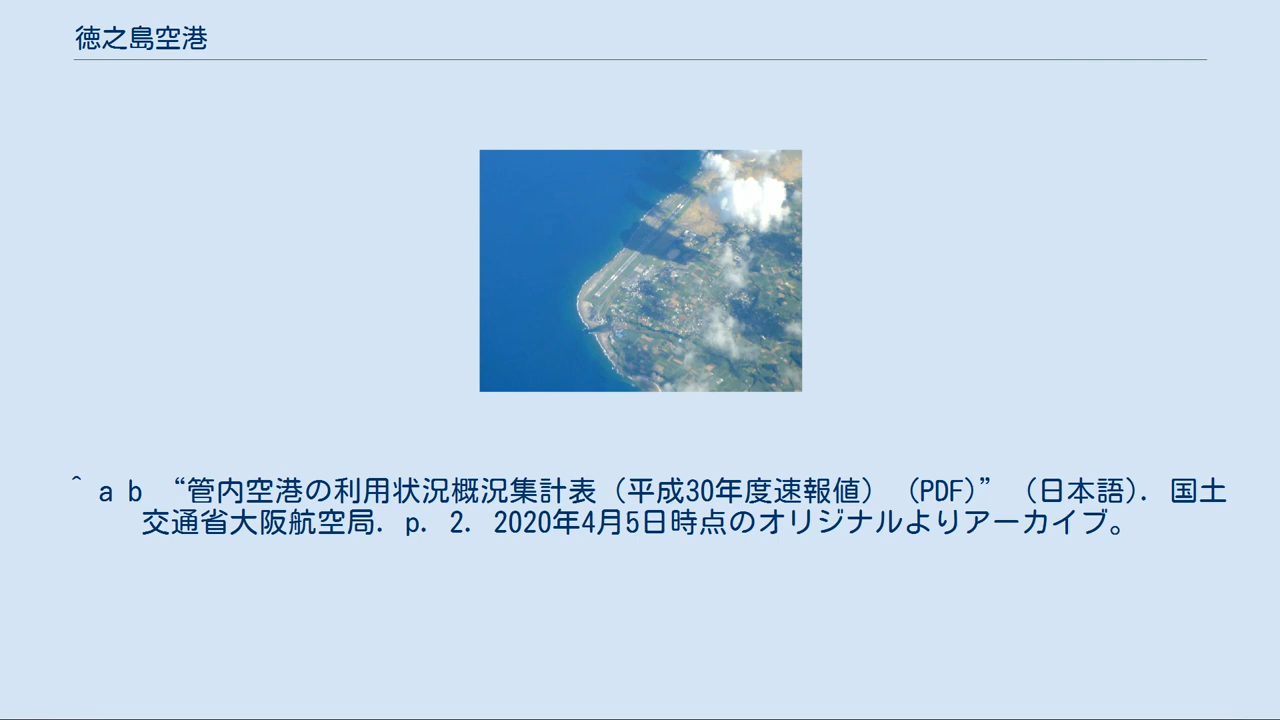 徳之島空港
^ a b “管内空港の利用状況概況集計表（平成30年度速報値）（PDF)”（日本語）. 国土
交通省大阪航空局. p. 2. 2020年4月5日時点のオリジナルよりアーカイブ。